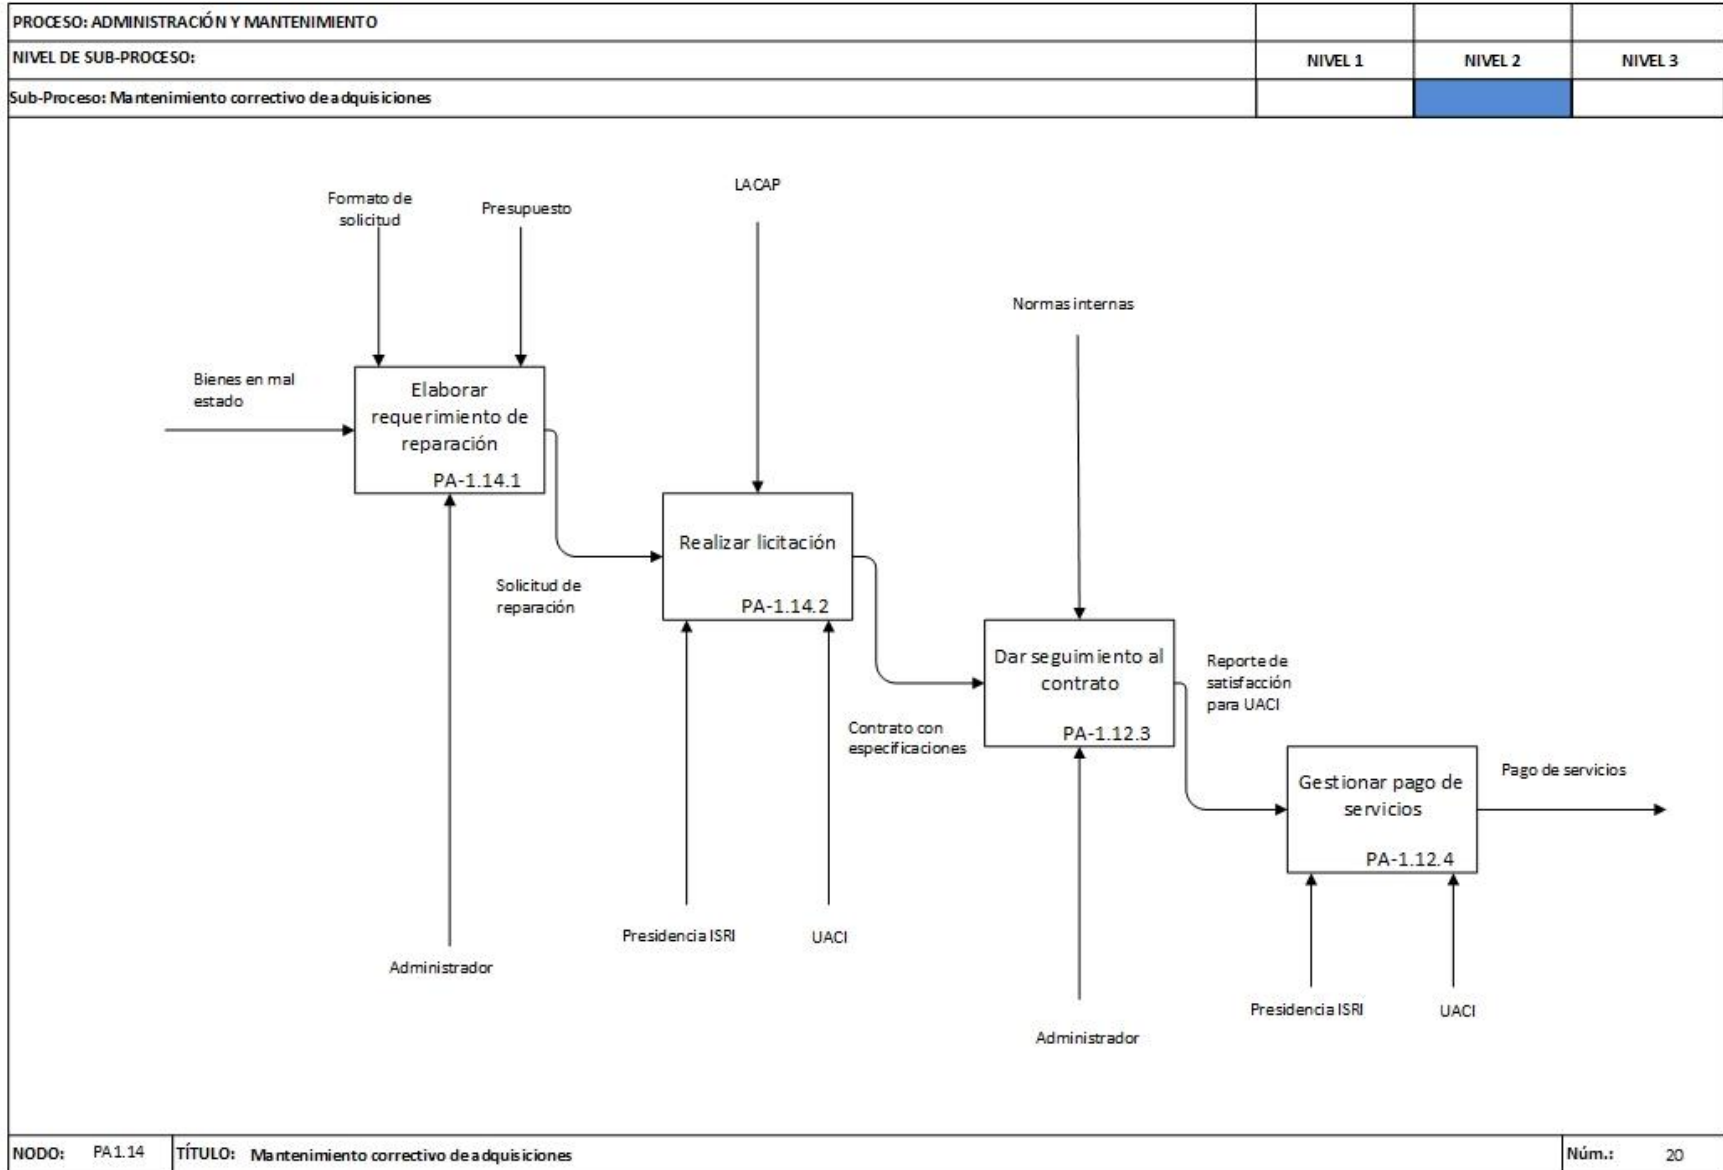 PROCESO: ADMINISTRACIÓN Y MANTENIMIENTO
NIVEL DE SUB-PROCESO:
NIVEL 1
NIVEL 2
NIVEL 3
Sub-Proceso: Mantenimiento correctivo de adquisiciones
LACAP
Formato de
solicitud
Presupuesto
Normas internas
Bienes en mal
estado
Elaborar
requerimiento de
reparación
PA-1.14.1
Realizar licitación
PA-1.14.2
Solicitud de
reparación
Dar seguimiento al
contrato
PA-1.12.3
Reporte de
satisfacción
para UACI
Contrato con
especificaciones
Gestionar pago de
servicios
PA-1.12.4
Pago de servicios
Presidencia ISRI
UACI
Administrador
Presidencia ISRI
UACI
Administrador
NODO: PA1.14
TÍTULO: Mantenimiento correctivo de adquisiciones
Núm.: 20